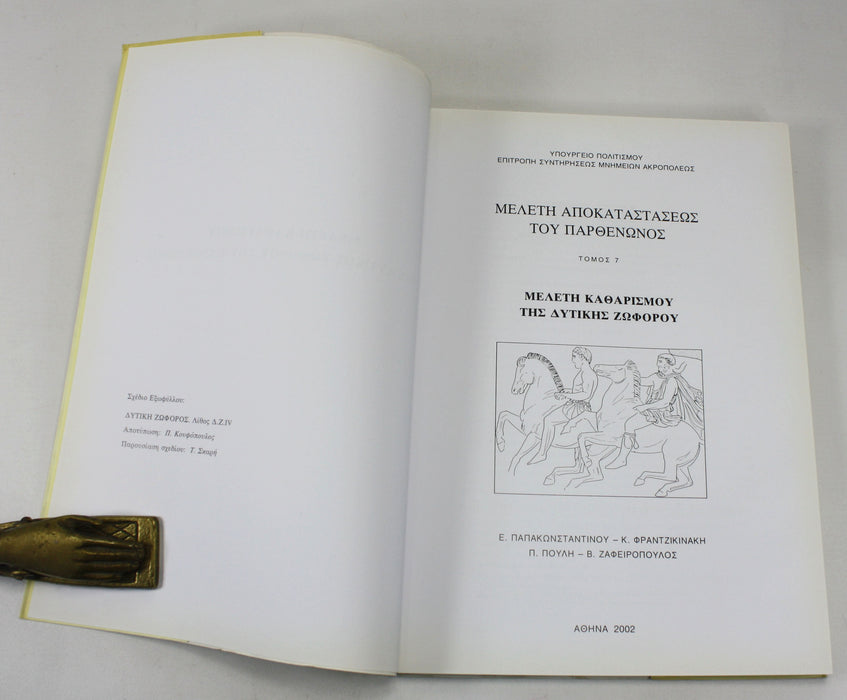 Σχέδιο Εξωφύλλου:
ΔΥΤΙΚΗ ΖΩΦΟΡΟΣ. Λίθος Δ.Ζ.IV
Αποτύπωση: Π. Κουφόπουλος
Παρουσίαση σχεδίου: Τ. Σκαρή
ΥΠΟΥΡΓΕΙΟ ΠΟΛΙΤΙΣΜΟΥ
ΕΠΙΤΡΟΠΗ ΣΥΝΤΗΡΗΣΕΩΣ ΜΝΗΜΕΙΩΝ ΑΚΡΟΠΟΛΕΩΣ
ΜΕΛΕΤΗ ΑΠΟΚΑΤΑΣΤΑΣΕΩΣ
ΤΟΥ ΠΑΡΘΕΝΩΝΟΣ
ΤΟΜΟΣ 7
ΜΕΛΕΤΗ ΚΑΘΑΡΙΣΜΟΥ
ΤΗΣ ΔΥΤΙΚΗΣ ΖΩΦΟΡΟΥ
Ε. ΠΑΠΑΚΩΝΣΤΑΝΤΙΝΟΥ – Κ. ΦΡΑΝΤΖΙΚΙΝΑΚΗ
Π. ΠΟΥΛΗ – Β. ΖΑΦΕΙΡΟΠΟΥΛΟΣ
ΑΘΗΝΑ 2002